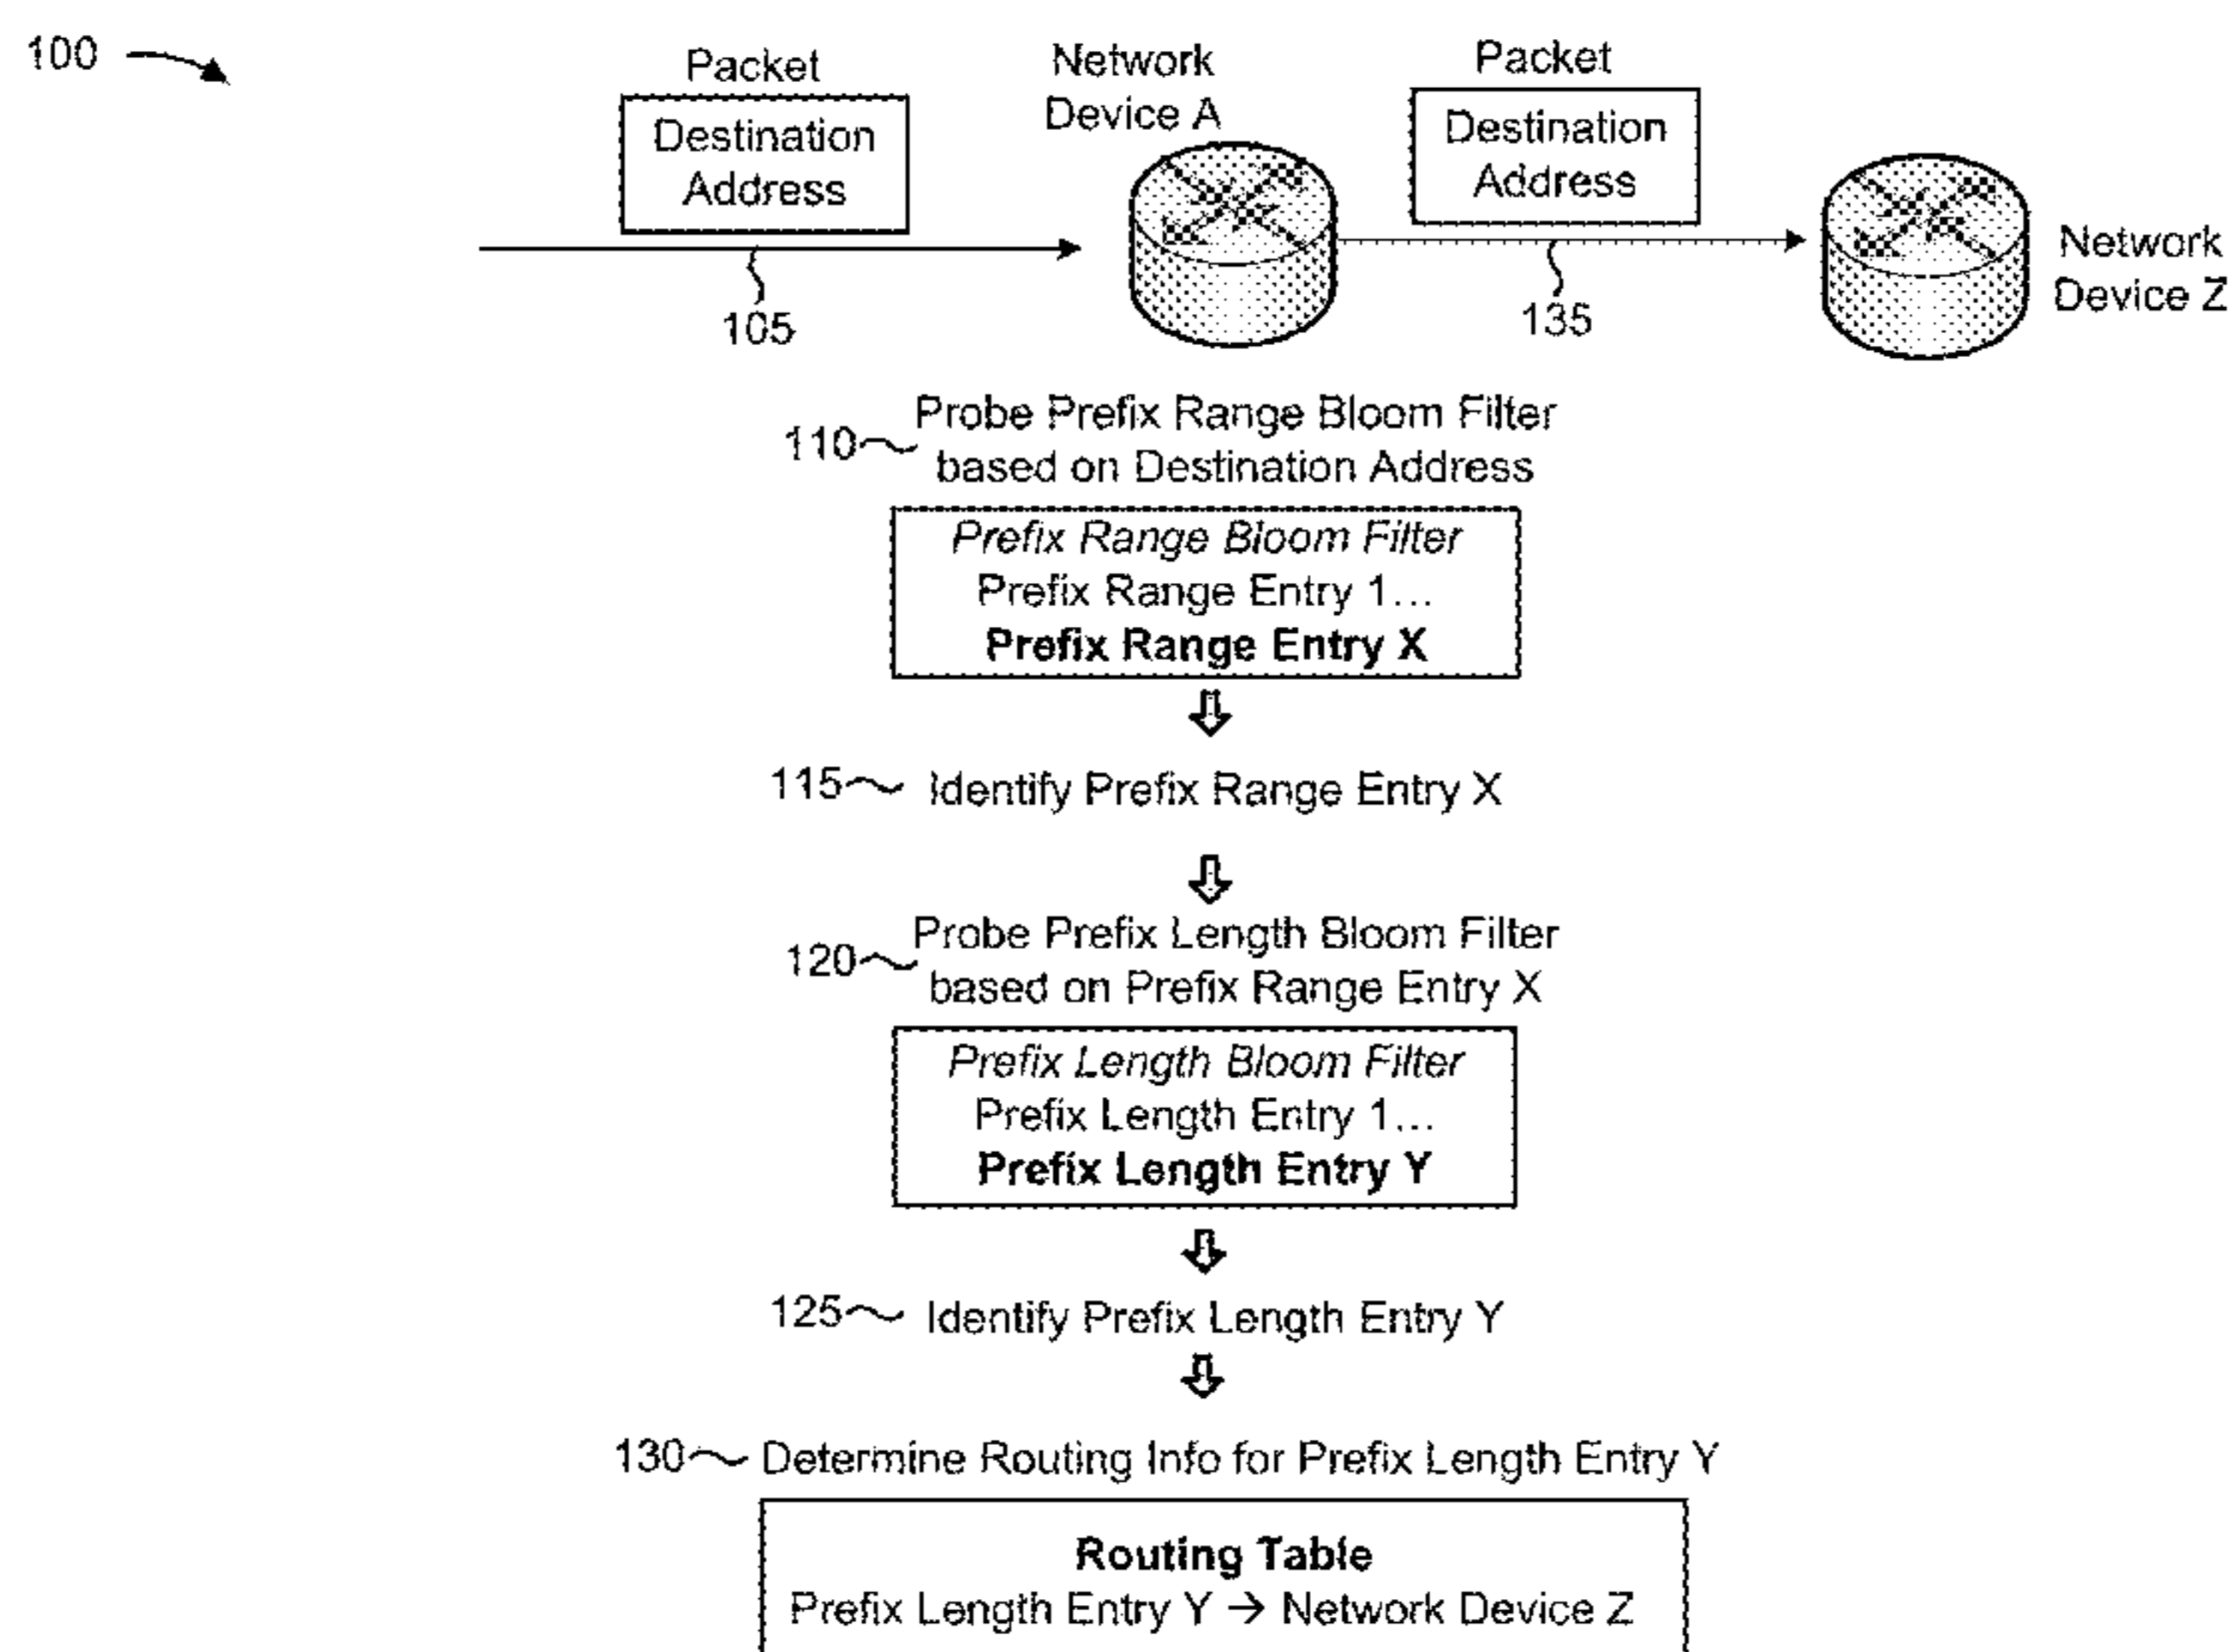 100
Packet
Destination
Address
105
Network
Device A
Packet
Destination
Address
135
Network
Device Z
110
Probe Prefix Range Bloom Filter
based on Destination Address
Prefix Range Bloom Filter
Prefix Range Entry 1...
Prefix Range Entry X
115
Identify Prefix Range Entry X
120
Probe Prefix Length Bloom Filter
based on Prefix Range Entry X
Prefix Length Bloom Filter
Prefix Length Entry 1...
Prefix Length Entry Y
125
Identify Prefix Length Entry Y
130
Determine Routing Info for Prefix Length Entry Y
Routing Table
Prefix Length Entry Y → Network Device Z